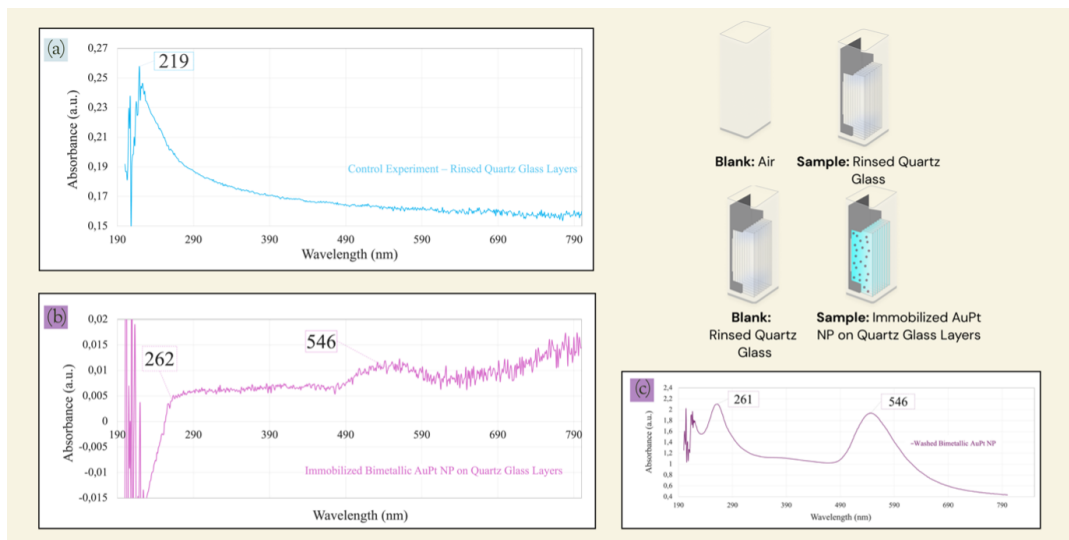 (a)
0,27
0,25
0,23
0,21
0,19
0,17
0,15
Absorbance (a.u.)
219
Control Experiment – Rinsed Quartz Glass Layers
190 290 390 490 590 690 790
Wavelength (nm)
Blank: Air
Sample: Rinsed Quartz
Glass
Blank:
Rinsed Quartz
Glass
Sample: Immobilized AuPt
NP on Quartz Glass Layers
(b)
0,02
0,015
0,01
0,005
0
-0,005
-0,01
-0,015
Absorbance (a.u.)
262
546
190 290 390 490 590 690 790
Immobilized Bimetallic AuPt NP on Quartz Glass Layers
Wavelength (nm)
(c)
2,4
2,2
2
1,8
1,6
1,4
1,2
1
0,8
0,6
0,4
Absorbance (a.u.)
261
546
–Washed Bimetallic AuPt NP
190 290 390 490 590 690 790
Wavelength (nm)